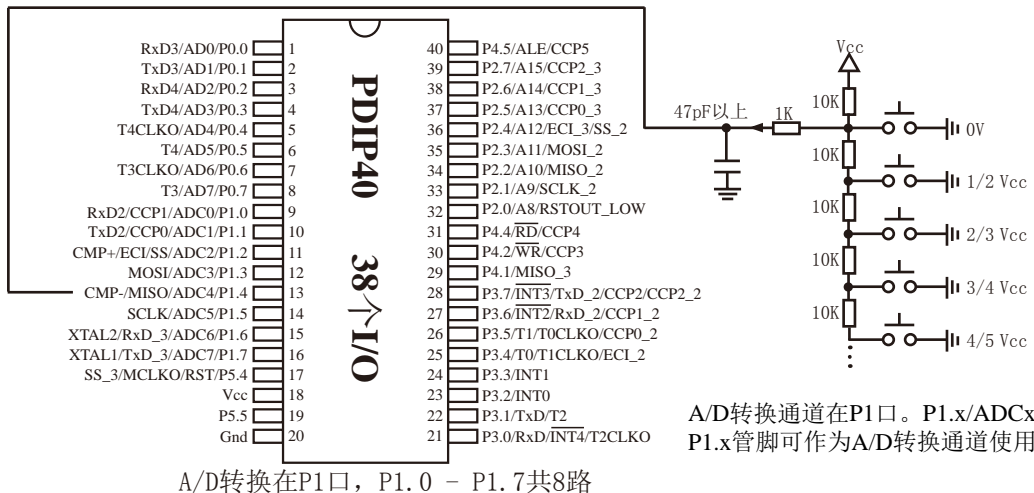 RxD3/AD0/P0.0 1
TxD3/AD1/P0.1 2
RxD4/AD2/P0.2 3
TxD4/AD3/P0.3 4
T4CLKO/AD4/P0.4 5
T4/AD5/P0.5 6
T3CLKO/AD6/P0.6 7
T3/AD7/P0.7 8
RxD2/CCP1/ADC0/P1.0 9
TxD2/CCP0/ADC1/P1.1 10
CMP+/ECI/SS/ADC2/P1.2 11
MOSI/ADC3/P1.3 12
CMP-/MISO/ADC4/P1.4 13
SCLK/ADC5/P1.5 14
XTAL2/RxD_3/ADC6/P1.6 15
XTAL1/TxD_3/ADC7/P1.7 16
SS_3/MCLKO/RST/P5.4 17
Vcc 18
P5.5 19
Gnd 20
PDIP40 38个I/O
40 P4.5/ALE/CCP5
39 P2.7/A15/CCP2_3
38 P2.6/A14/CCP1_3
37 P2.5/A13/CCP0_3
36 P2.4/A12/ECI_3/SS_2
35 P2.3/A11/MOSI_2
34 P2.2/A10/MISO_2
33 P2.1/A9/SCLK_2
32 P2.0/A8/RSTOUT_LOW
31 P4.4/RD/CCP4
30 P4.2/WR/CCP3
29 P4.1/MISO_3
28 P3.7/INT3/TxD_2/CCP2/CCP2_2
27 P3.6/INT2/RxD_2/CCP1_2
26 P3.5/T1/T0CLKO/CCP0_2
25 P3.4/T0/T1CLKO/ECI_2
24 P3.3/INT1
23 P3.2/INT0
22 P3.1/TxD/T2
21 P3.0/RxD/INT4/T2CLKO
47pF以上
1K
Vcc
10K
0V
10K
1/2 Vcc
10K
2/3 Vcc
10K
3/4 Vcc
10K
4/5 Vcc
A/D转换通道在P1口。P1.x/ADCx
P1.x管脚可作为A/D转换通道使用
A/D转换在P1口, P1.0 - P1.7共8路